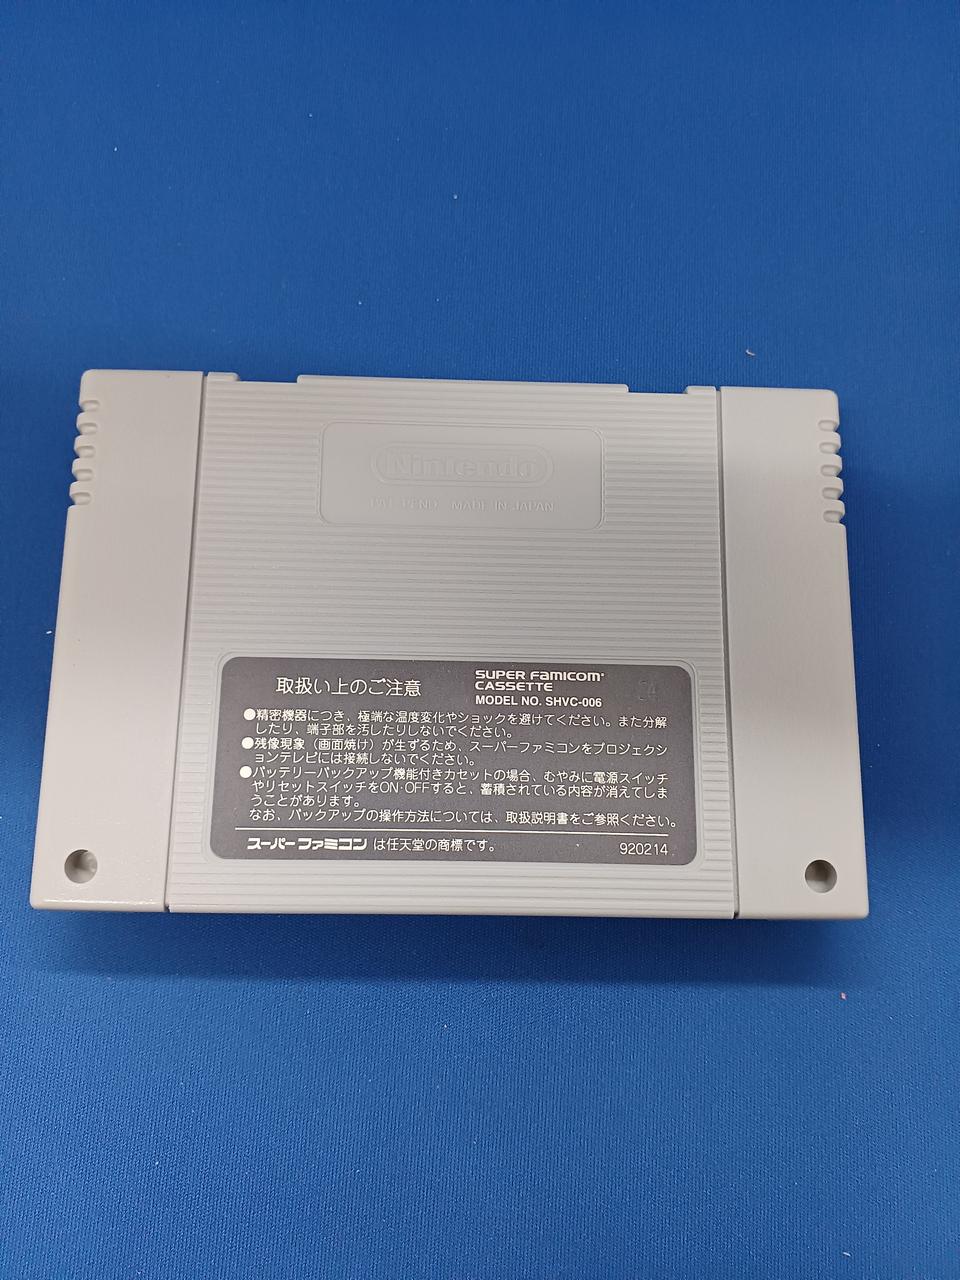 Nintendo
PAT. PEND. MADE IN JAPAN
取扱い上のご注意
SUPER FAMICOM
CASSETTE
MODEL NO. SHVC-006
●精密機器につき、極端な温度変化やショックを避けてください。また分解
したり、端子部を汚したりしないでください。
●残像現象（画面焼け）が生ずるため、スーパーファミコンをプロジェクシ
ョンテレビには接続しないでください。
●バッテリーバックアップ機能付きカセットの場合、むやみに電源スイッチ
やリセットスイッチをON・OFFすると、蓄積されている内容が消えてしま
うことがあります。
なお、バックアップの操作方法については、取扱説明書をご参照ください。
スーパーファミコンは任天堂の商標です。
920214